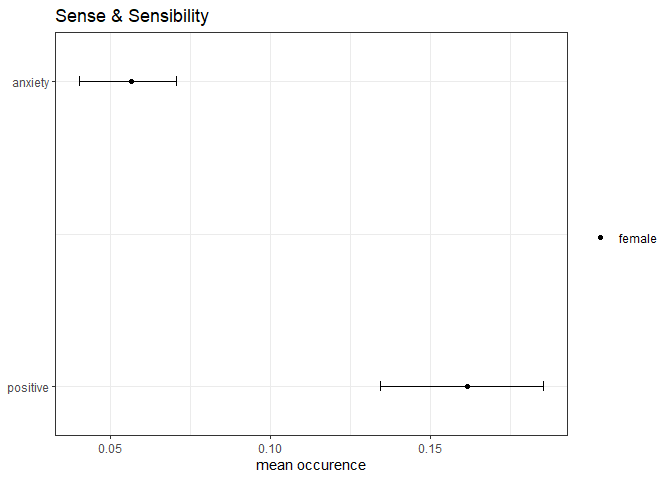 Sense & Sensibility
anxiety
female
positive
0.05 0.10 0.15
mean occurence